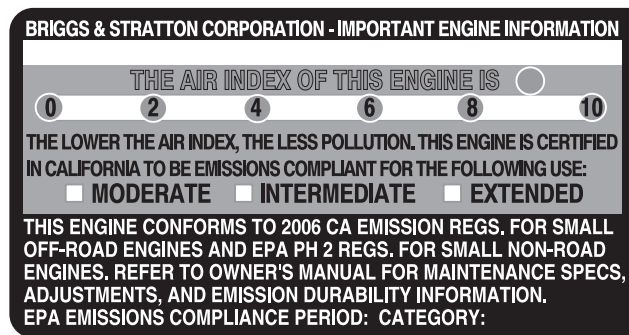 BRIGGS & STRATTON CORPORATION - IMPORTANT ENGINE INFORMATION
THE AIR INDEX OF THIS ENGINE IS
0 2 4 6 8 10
THE LOWER THE AIR INDEX, THE LESS POLLUTION. THIS ENGINE IS CERTIFIED
IN CALIFORNIA TO BE EMISSIONS COMPLIANT FOR THE FOLLOWING USE:
MODERATE INTERMEDIATE EXTENDED
THIS ENGINE CONFORMS TO 2006 CA EMISSION REGS. FOR SMALL
OFF-ROAD ENGINES AND EPA PH 2 REGS. FOR SMALL NON-ROAD
ENGINES. REFER TO OWNER'S MANUAL FOR MAINTENANCE SPECS,
ADJUSTMENTS, AND EMISSION DURABILITY INFORMATION.
EPA EMISSIONS COMPLIANCE PERIOD: CATEGORY: